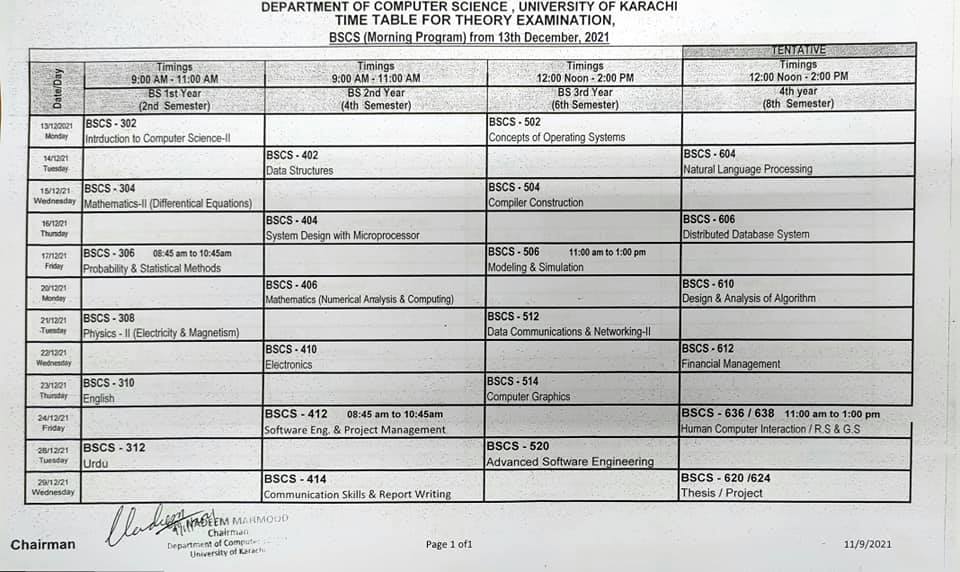 DEPARTMENT OF COMPUTER SCIENCE , UNIVERSITY OF KARACHI
TIME TABLE FOR THEORY EXAMINATION,
BSCS (Morning Program) from 13th December, 2021
TENTATIVE
Date/Day
Timings
9:00 AM - 11:00 AM
Timings
9:00 AM - 11:00 AM
Timings
12:00 Noon - 2:00 PM
Timings
12:00 Noon - 2:00 PM
BS 1st Year
(2nd Semester)
BS 2nd Year
(4th Semester)
BS 3rd Year
(6th Semester)
4th year
(8th Semester)
13/12/2021
Monday
BSCS - 302
Intrduction to Computer Science-II
BSCS - 502
Concepts of Operating Systems
14/12/21
Tuesday
BSCS - 402
Data Structures
BSCS - 604
Natural Language Processing
15/12/21
Wednesday
BSCS - 304
Mathematics-II (Differential Equations)
BSCS - 504
Compiler Construction
16/12/21
Thursday
BSCS - 404
System Design with Microprocessor
BSCS - 606
Distributed Database System
17/12/21
Friday
BSCS - 306 08:45 am to 10:45am
Probability & Statistical Methods
BSCS - 506 11:00 am to 1:00 pm
Modeling & Simulation
20/12/21
Monday
BSCS - 406
Mathematics (Numerical Analysis & Computing)
BSCS - 610
Design & Analysis of Algorithm
21/12/21
Tuesday
BSCS - 308
Physics - II (Electricity & Magnetism)
BSCS - 512
Data Communications & Networking-II
22/12/21
Wednesday
BSCS - 410
Electronics
BSCS - 612
Financial Management
23/12/21
Thursday
BSCS - 310
English
BSCS - 514
Computer Graphics
24/12/21
Friday
BSCS - 412 08:45 am to 10:45am
Software Eng. & Project Management
BSCS - 636 / 638 11:00 am to 1:00 pm
Human Computer Interaction / R.S & G.S
28/12/21
Tuesday
BSCS - 312
Urdu
BSCS - 520
Advanced Software Engineering
29/12/21
Wednesday
BSCS - 414
Communication Skills & Report Writing
BSCS - 620 /624
Thesis / Project
NADEEM MAHMOOD
Chairman
Department of Compute
University of Karachi
Chairman
Page 1 of1
11/9/2021